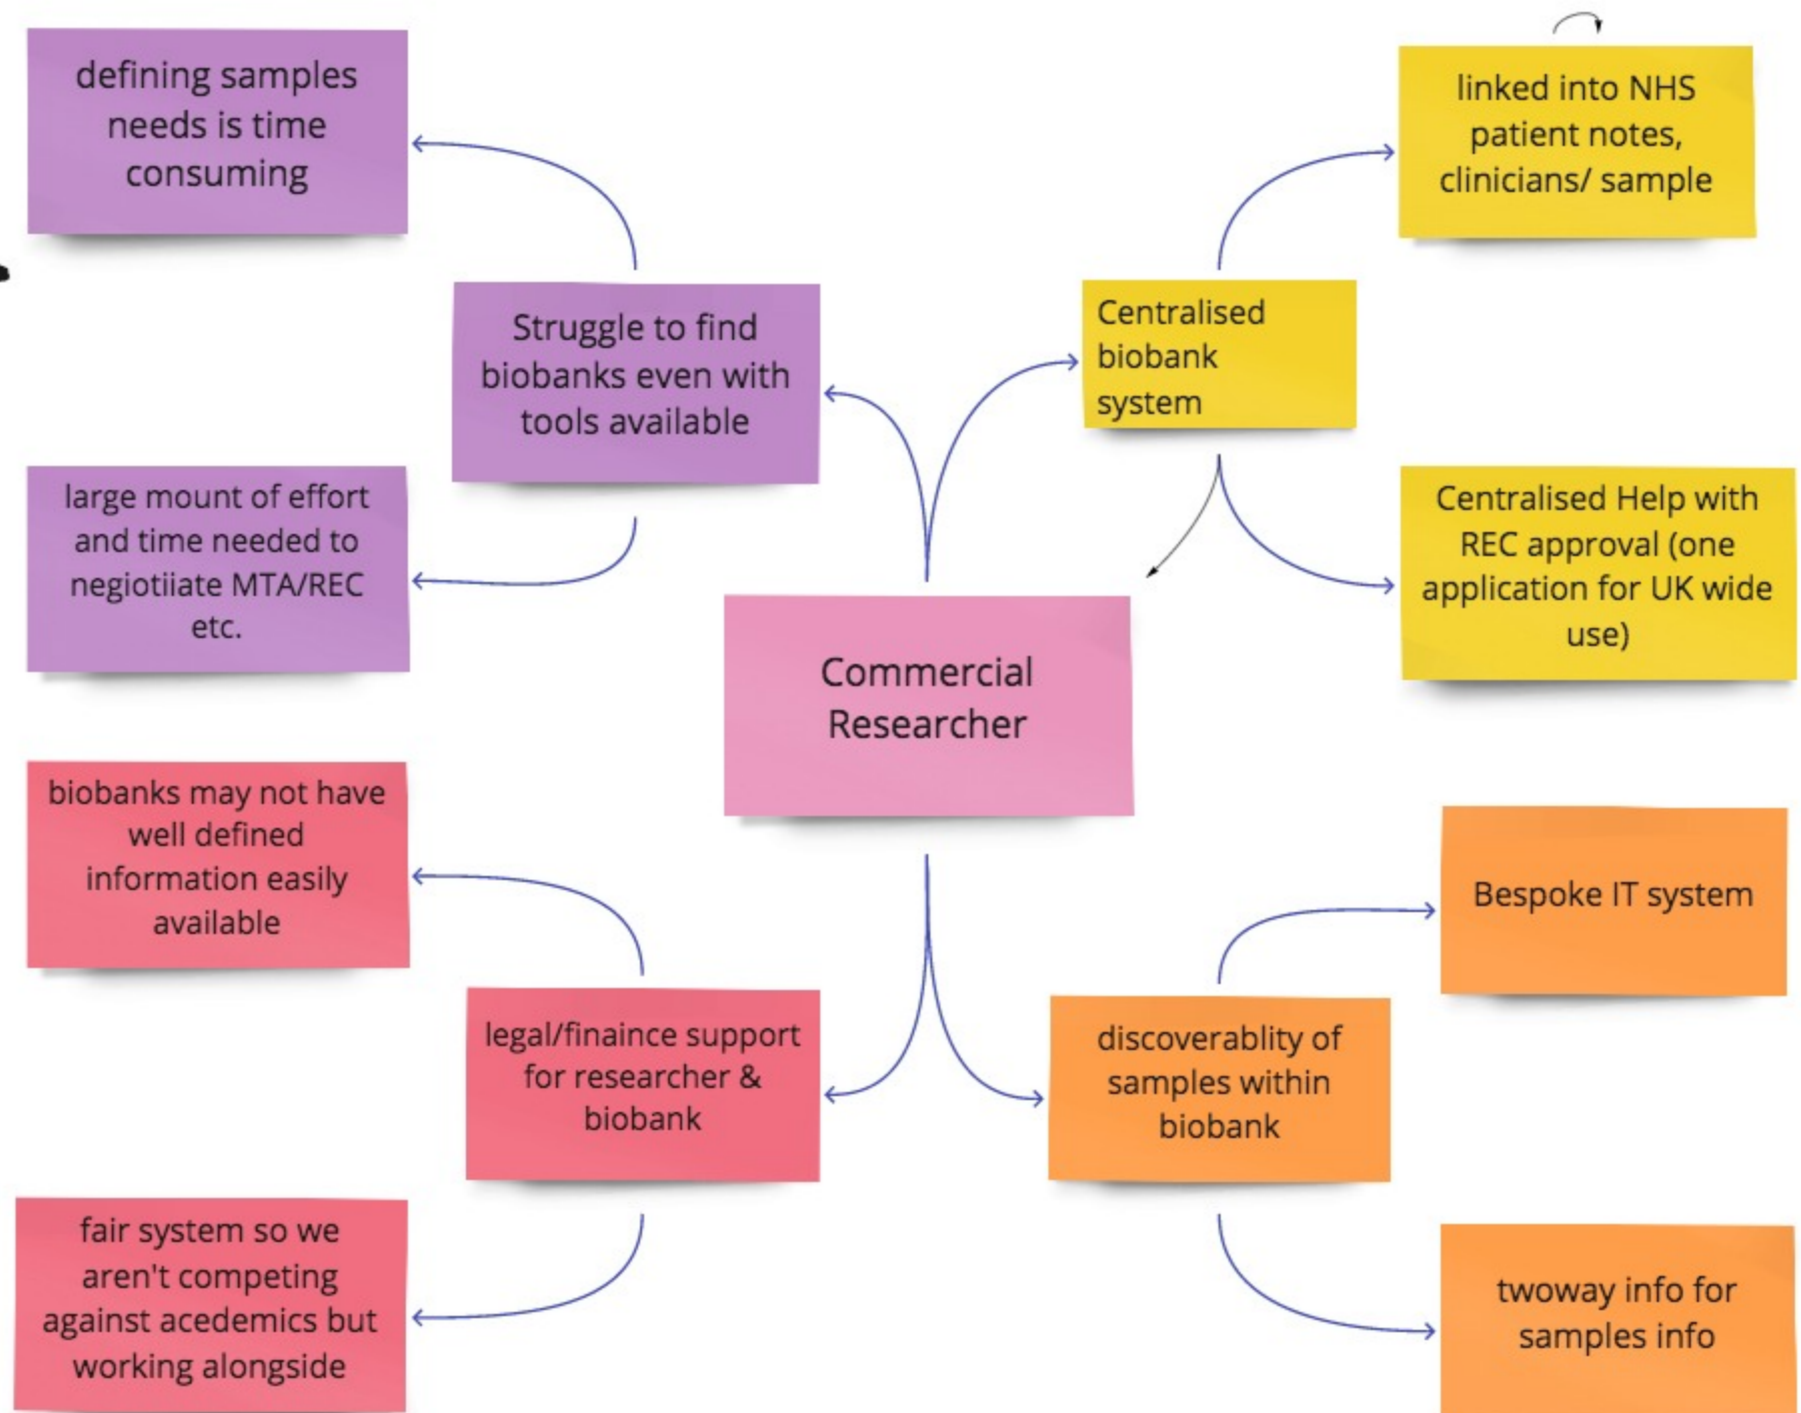 defining samples
needs is time
consuming
linked into NHS
patient notes,
clinicians/ sample
Struggle to find
biobanks even with
tools available
Centralised
biobank
system
large mount of effort
and time needed to
negiotiiate MTA/REC
etc.
Centralised Help with
REC approval (one
application for UK wide
use)
Commercial
Researcher
biobanks may not have
well defined
information easily
available
Bespoke IT system
legal/finaince support
for researcher &
biobank
discoverablity of
samples within
biobank
fair system so we
aren't competing
against acedemics but
working alongside
twoway info for
samples info